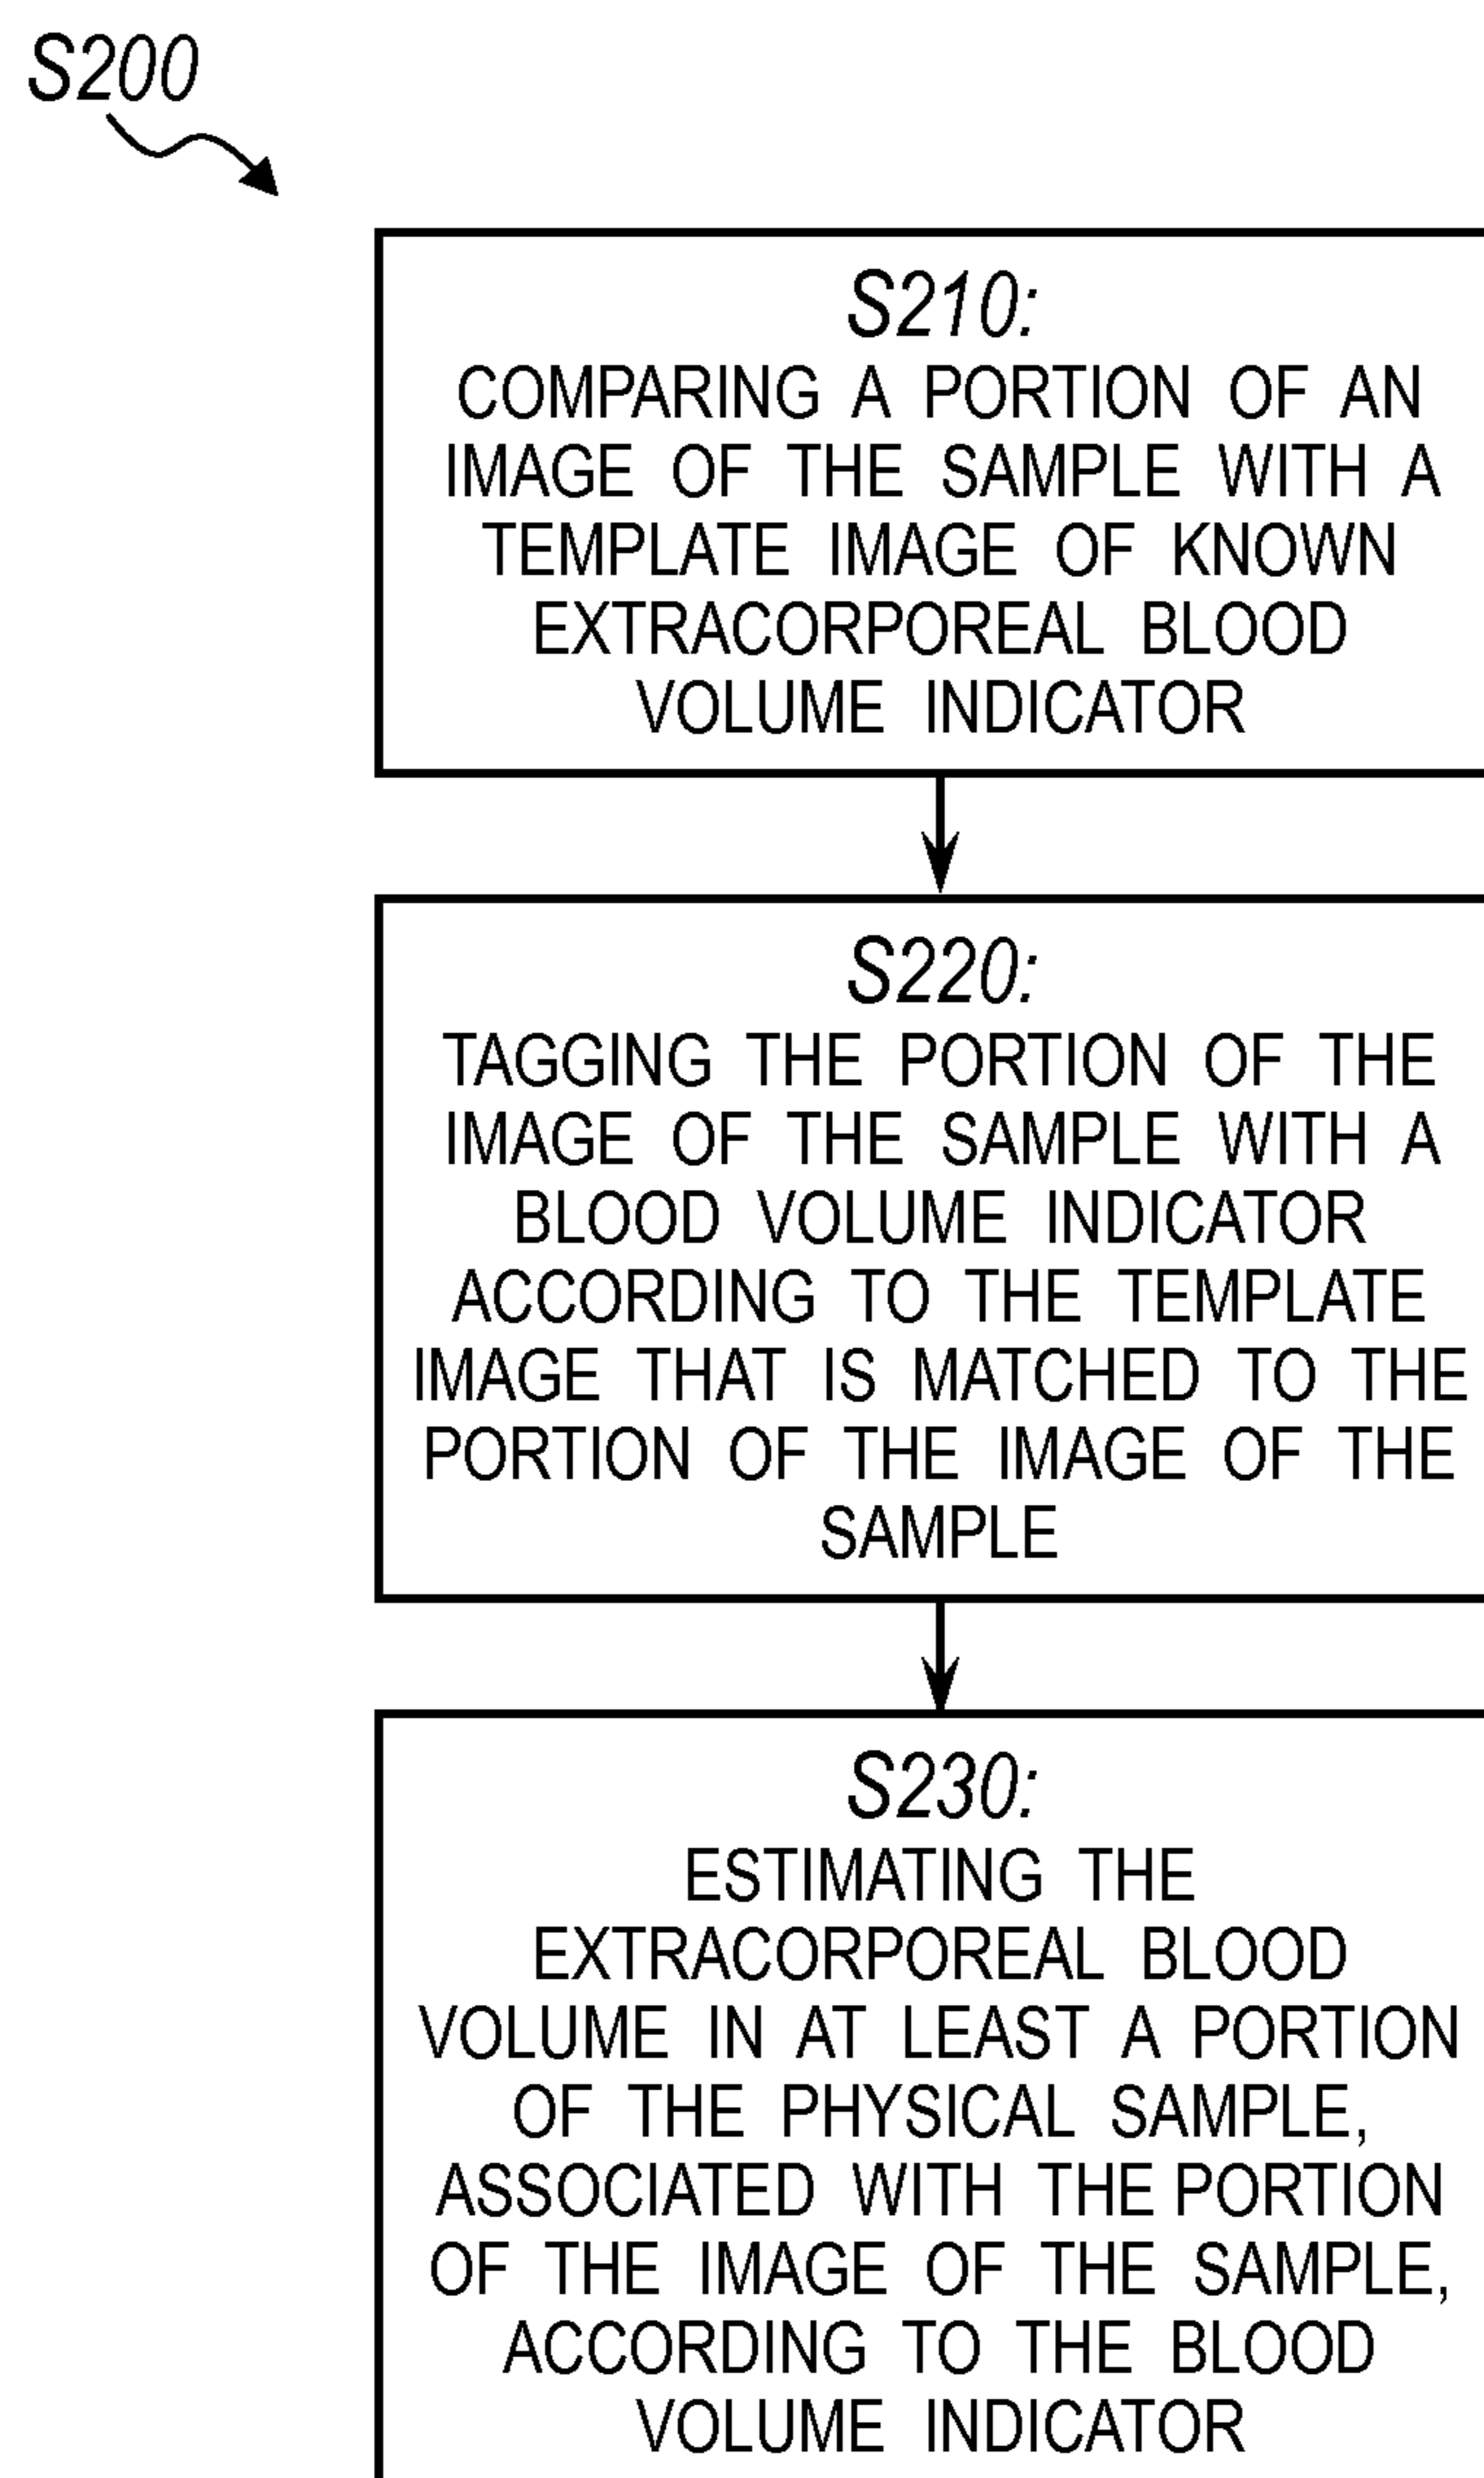 S200
S210:
COMPARING A PORTION OF AN
IMAGE OF THE SAMPLE WITH A
TEMPLATE IMAGE OF KNOWN
EXTRACORPOREAL BLOOD
VOLUME INDICATOR
S220:
TAGGING THE PORTION OF THE
IMAGE OF THE SAMPLE WITH A
BLOOD VOLUME INDICATOR
ACCORDING TO THE TEMPLATE
IMAGE THAT IS MATCHED TO THE
PORTION OF THE IMAGE OF THE
SAMPLE
S230:
ESTIMATING THE
EXTRACORPOREAL BLOOD
VOLUME IN AT LEAST A PORTION
OF THE PHYSICAL SAMPLE,
ASSOCIATED WITH THE PORTION
OF THE IMAGE OF THE SAMPLE,
ACCORDING TO THE BLOOD
VOLUME INDICATOR